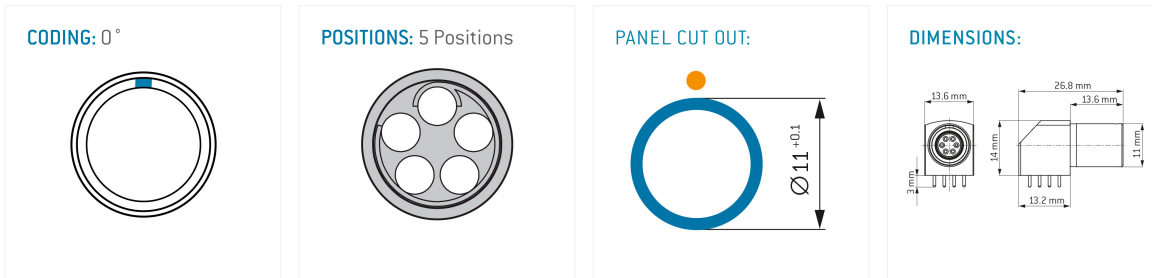 CODING: 0°
POSITIONS: 5 Positions
PANEL CUT OUT:
Ø 11 +0.1
DIMENSIONS:
13.6 mm
3 mm
26.8 mm
13.6 mm
14 mm
11 mm
13.2 mm